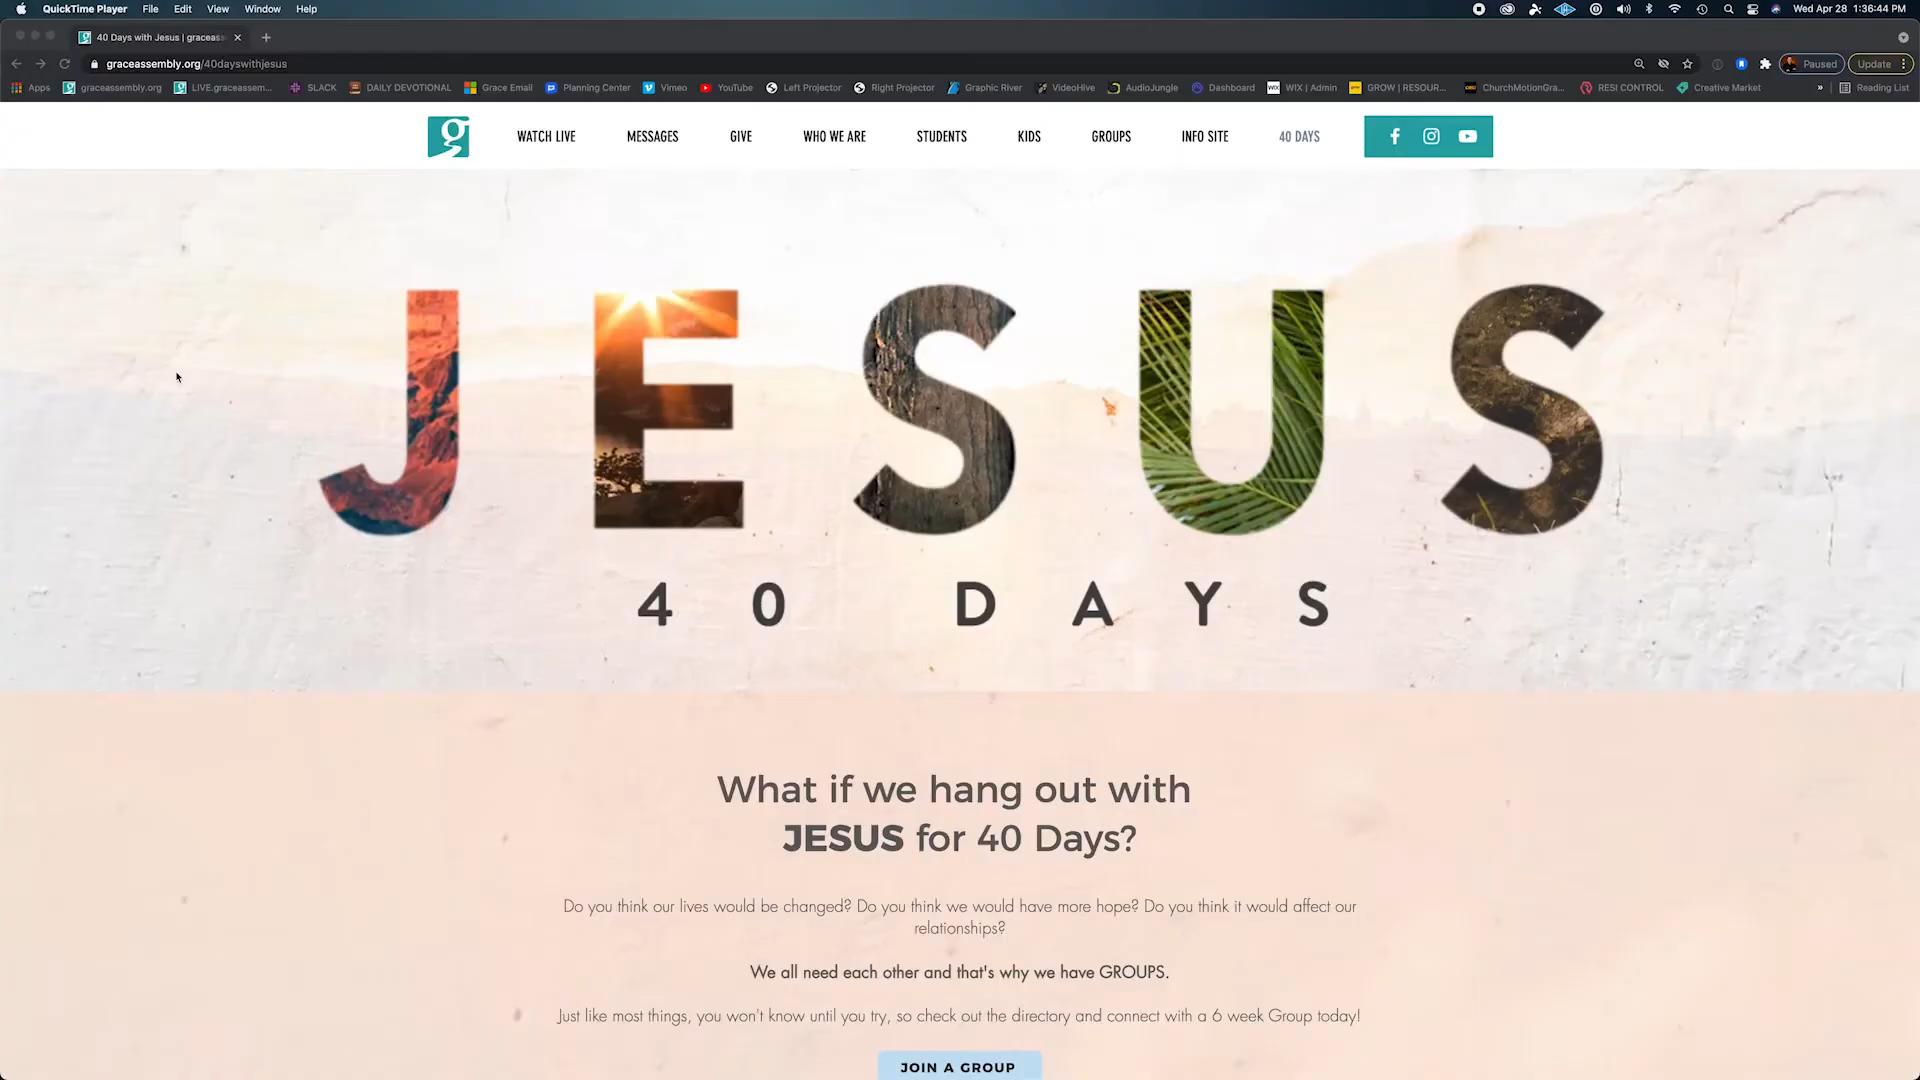 QuickTime Player File Edit View Window Help Wed Apr 28 1:36:44 PM
40 Days with Jesus | graceass
graceassembly.org/40dayswithjesus Paused Update
Apps graceassembly.org LIVE.graceassem... SLACK DAILY DEVOTIONAL Grace Email Planning Center Vimeo YouTube Left Projector Right Projector Graphic River VideoHive AudioJungle Dashboard WIX | Admin GROW | RESOUR... ChurchMotionGra... RESI CONTROL Creative Market » Reading List
g WATCH LIVE MESSAGES GIVE WHO WE ARE STUDENTS KIDS GROUPS INFO SITE 40 DAYS
JESUS
40 DAYS
What if we hang out with
JESUS for 40 Days?
Do you think our lives would be changed? Do you think we would have more hope? Do you think it would affect our
relationships?
We all need each other and that's why we have GROUPS.
Just like most things, you won't know until you try, so check out the directory and connect with a 6 week Group today!
JOIN A GROUP